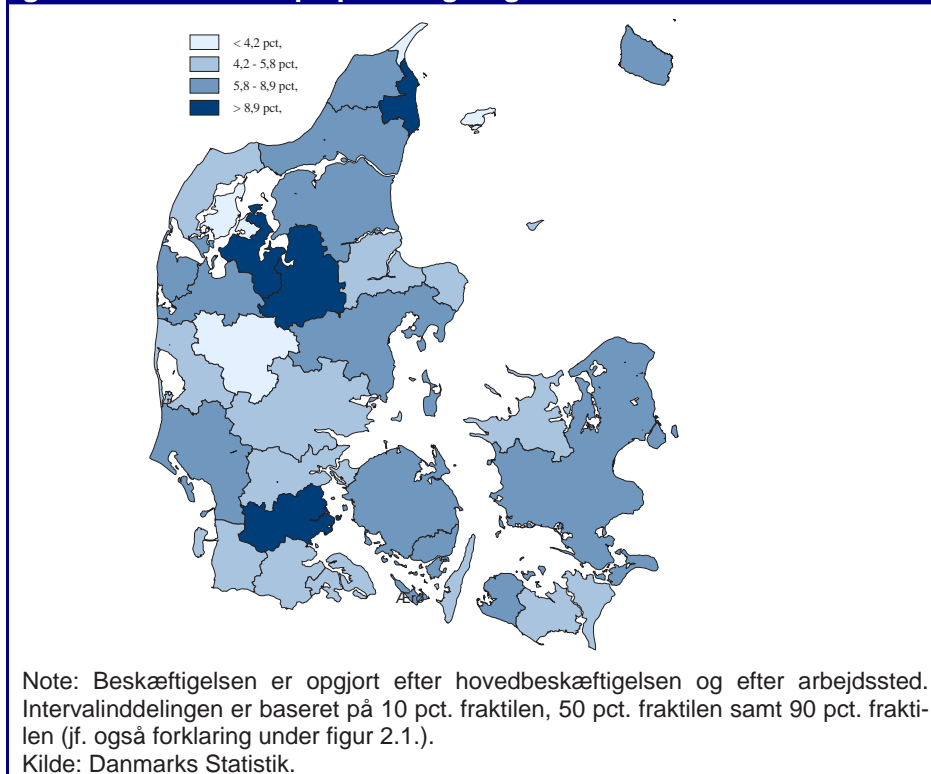 < 4,2 pct,
4,2 - 5,8 pct,
5,8 - 8,9 pct,
> 8,9 pct,
Note: Beskæftigelsen er opgjort efter hovedbeskæftigelsen og efter arbejdssted.
Intervalinddelingen er baseret på 10 pct. fraktilen, 50 pct. fraktilen samt 90 pct. frakti-
len (jf. også forklaring under figur 2.1.).
Kilde: Danmarks Statistik.